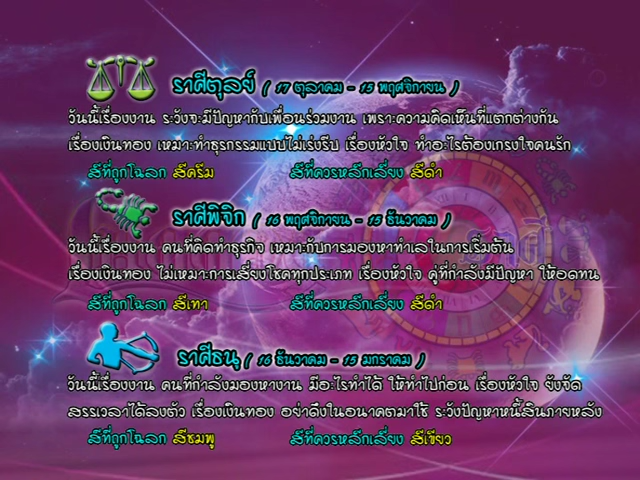 ราศีตุลย์ ( 17 ตุลาคม - 15 พฤศจิกายน )
วันนี้เรื่องงาน ระวังจะมีปัญหากับเพื่อนร่วมงาน เพราะความคิดเห็นที่แตกต่างกัน
เรื่องเงินทอง เหมาะทำธุรกรรมแบบไม่เร่งรีบ เรื่องหัวใจ ทำอะไรต้องเกรงใจคนรัก
สีที่ถูกโฉลก สีครีม สีที่ควรหลีกเลี่ยง สีดำ
ราศีพิจิก ( 16 พฤศจิกายน - 15 ธันวาคม )
วันนี้เรื่องงาน คนที่คิดทำธุรกิจ เหมาะกับการมองหาทำเลในการเริ่มต้น
เรื่องเงินทอง ไม่เหมาะการเสี่ยงโชคทุกประเภท เรื่องหัวใจ คู่ที่กำลังมีปัญหา ให้อดทน
สีที่ถูกโฉลก สีเทา สีที่ควรหลีกเลี่ยง สีดำ
ราศีธนู ( 16 ธันวาคม - 15 มกราคม )
วันนี้เรื่องงาน คนที่กำลังมองหางาน มีอะไรทำได้ ให้ทำไปก่อน เรื่องหัวใจ ยังจัด
สรรเวลาได้ลงตัว เรื่องเงินทอง อย่าดึงในอนาคตมาใช้ ระวังปัญหาหนี้สินภายหลัง
สีที่ถูกโฉลก สีชมพู สีที่ควรหลีกเลี่ยง สีเขียว